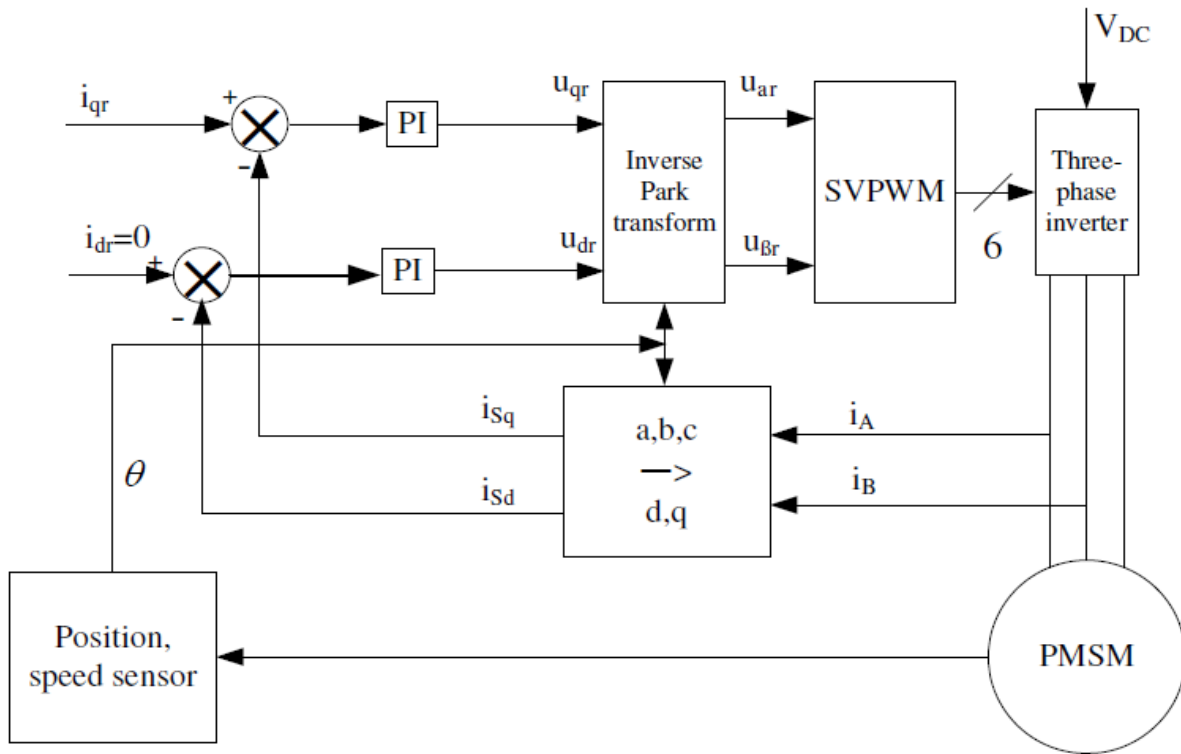 V_DC
i_qr
+
-
PI
u_qr
Inverse
Park
transform
u_ar
SVPWM
6
Three-
phase
inverter
i_dr=0
+
-
PI
u_dr
u_ßr
i_Sq
i_Sd
a,b,c
—>
d,q
i_A
i_B
θ
Position,
speed sensor
PMSM